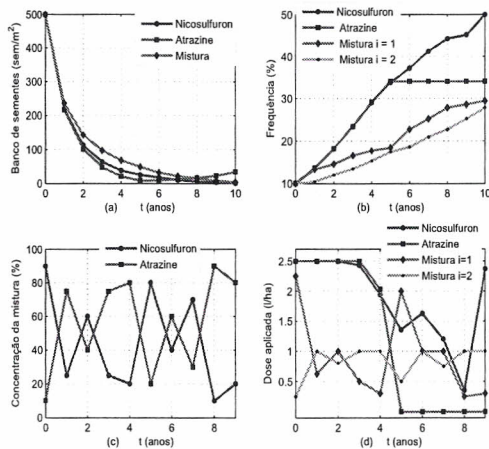 Nicosulfuron
Atrazine
Mistura
Banco de sementes (sem/m²)
500
400
300
200
100
0
0 2 4 6 8 10
(a) t (anos)
Nicosulfuron
Atrazine
Mistura i = 1
Mistura i = 2
Frequência (%)
50
40
30
20
10
0 2 4 6 8 10
(b) t (anos)
Nicosulfuron
Atrazine
Concentração da mistura (%)
100
80
60
40
20
0
0 2 4 6 8
(c) t (anos)
Nicosulfuron
Atrazine
Mistura i=1
Mistura i=2
Dose aplicada (l/ha)
2.5
2
1.5
1
0.5
0 2 4 6 8
(d) t (anos)